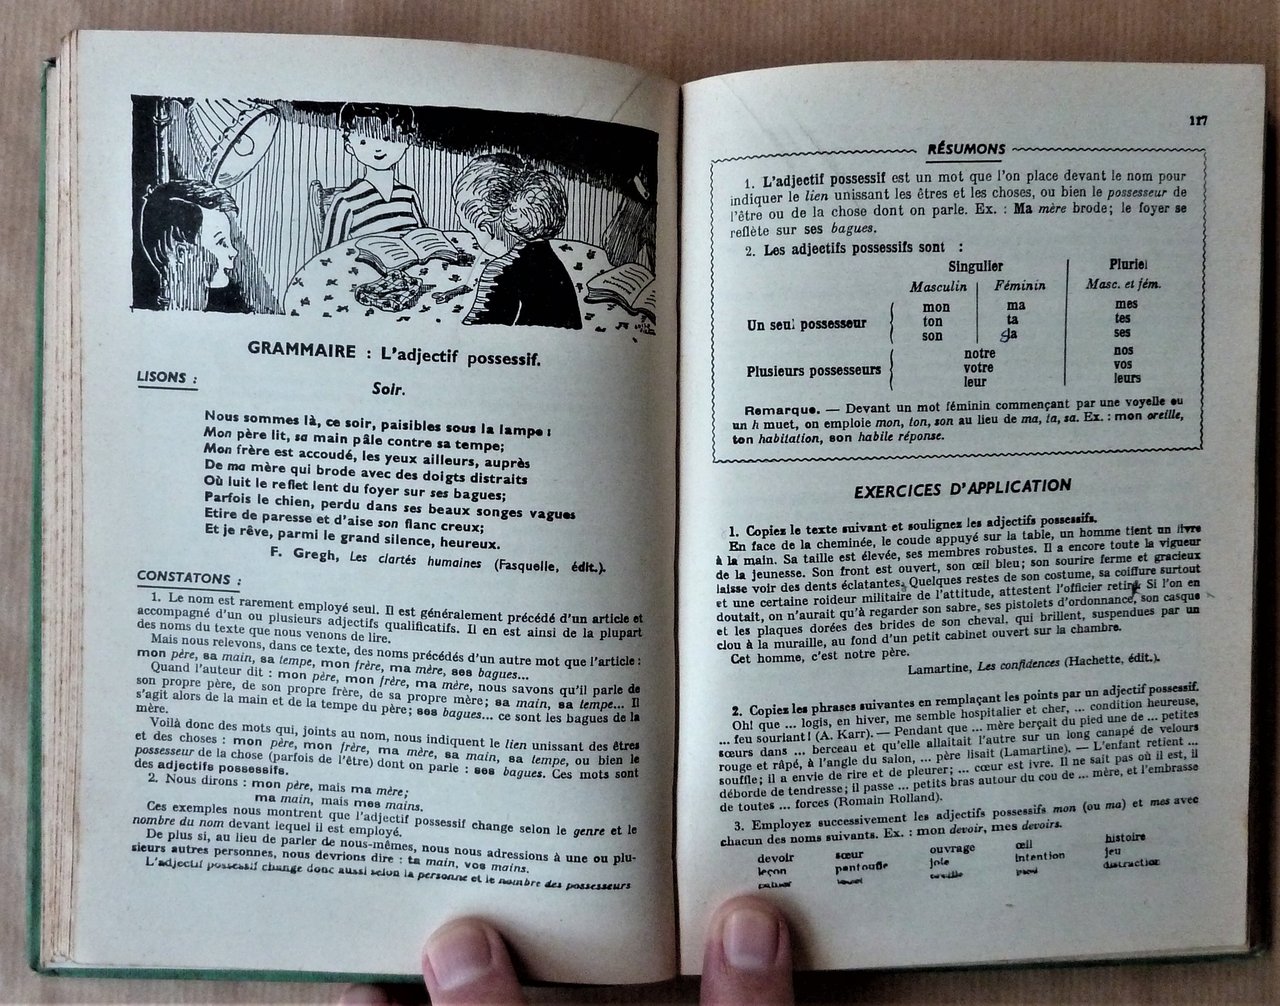 GRAMMAIRE : L'adjectif possessif.
LISONS :
Soir.
Nous sommes là, ce soir, paisibles sous la lampe :
Mon père lit, sa main pâle contre sa tempe;
Mon frère est accoudé, les yeux ailleurs, auprès
De ma mère qui brode avec des doigts distraits
Où luit le reflet lent du foyer sur ses bagues;
Parfois le chien, perdu dans ses beaux songes vagues
Etire de paresse et d'aise son flanc creux;
Et je rêve, parmi le grand silence, heureux.
F. Gregh, Les clartés humaines (Fasquelle, édit.).
CONSTATONS :
1. Le nom est rarement employé seul. Il est généralement précédé d'un article et
accompagné d'un ou plusieurs adjectifs qualificatifs. Il en est ainsi de la plupart
des noms du texte que nous venons de lire.
Mais nous relevons, dans ce texte, des noms précédés d'un autre mot que l'article :
mon père, sa main, sa tempe, mon frère, ma mère, ses bagues...
Quand l'auteur dit : mon père, mon frère, ma mère, nous savons qu'il parle de
son propre père, de son propre frère, de sa propre mère; sa main, sa tempe... Il
s'agit alors de la main et de la tempe du père; ses bagues... ce sont les bagues de la
mère.
Voilà donc des mots qui, joints au nom, nous indiquent le lien unissant des êtres
et des choses : mon père, mon frère, ma mère, sa main, sa tempe, ou bien le
possesseur de la chose (parfois de l'être) dont on parle : ses bagues. Ces mots sont
des adjectifs possessifs.
2. Nous dirons : mon père, mais ma mère;
ma main, mais mes mains.
Ces exemples nous montrent que l'adjectif possessif change selon le genre et le
nombre du nom devant lequel il est employé.
De plus si, au lieu de parler de nous-mêmes, nous nous adressions à une ou plu-
sieurs autres personnes, nous devrions dire : ta main, vos mains.
L'adjectif possessif change donc aussi selon la personne et le nombre des possesseurs
117
RÉSUMONS
1. L'adjectif possessif est un mot que l'on place devant le nom pour
indiquer le lien unissant les êtres et les choses, ou bien le possesseur de
l'être ou de la chose dont on parle. Ex. : Ma mère brode; le foyer se
reflète sur ses bagues.
2. Les adjectifs possessifs sont :
Singulier Pluriel
Masculin Féminin Masc. et fém.
Un seul possesseur mon ma mes
ton ta tes
son sa ses
Plusieurs possesseurs notre nos
votre vos
leur leurs
Remarque. — Devant un mot féminin commençant par une voyelle ou
un h muet, on emploie mon, ton, son au lieu de ma, ta, sa. Ex. : mon oreille,
ton habitation, son habile réponse.
EXERCICES D'APPLICATION
1. Copiez le texte suivant et soulignez les adjectifs possessifs.
En face de la cheminée, le coude appuyé sur la table, un homme tient un livre
à la main. Sa taille est élevée, ses membres robustes. Il a encore toute la vigueur
de la jeunesse. Son front est ouvert, son œil bleu; son sourire ferme et gracieux
laisse voir des dents éclatantes. Quelques restes de son costume, sa coiffure surtout
et une certaine roideur militaire de l'attitude, attestent l'officier retiré. Si l'on en
doutait, on n'aurait qu'à regarder son sabre, ses pistolets d'ordonnance, son casque
et les plaques dorées des brides de son cheval, qui brillent, suspendues par un
clou à la muraille, au fond d'un petit cabinet ouvert sur la chambre.
Cet homme, c'est notre père.
Lamartine, Les confidences (Hachette, édit.).
2. Copiez les phrases suivantes en remplaçant les points par un adjectif possessif.
Oh! que ... logis, en hiver, me semble hospitalier et cher, ... condition heureuse,
... feu souriant! (A. Karr). — Pendant que ... mère berçait du pied une de ... petites
sœurs dans ... berceau et qu'elle allaitait l'autre sur un long canapé de velours
rouge et râpé, à l'angle du salon, ... père lisait (Lamartine). — L'enfant retient ...
souffle; il a envie de rire et de pleurer; ... cœur est ivre. Il ne sait pas où il est, il
déborde de tendresse; il passe ... petits bras autour du cou de ... mère, et l'embrasse
de toutes ... forces (Romain Rolland).
3. Employez successivement les adjectifs possessifs mon (ou ma) et mes avec
chacun des noms suivants. Ex. : mon devoir, mes devoirs.
devoir sœur ouvrage œil histoire
leçon pantoufle joie intention jeu
cahier oreille pied distraction